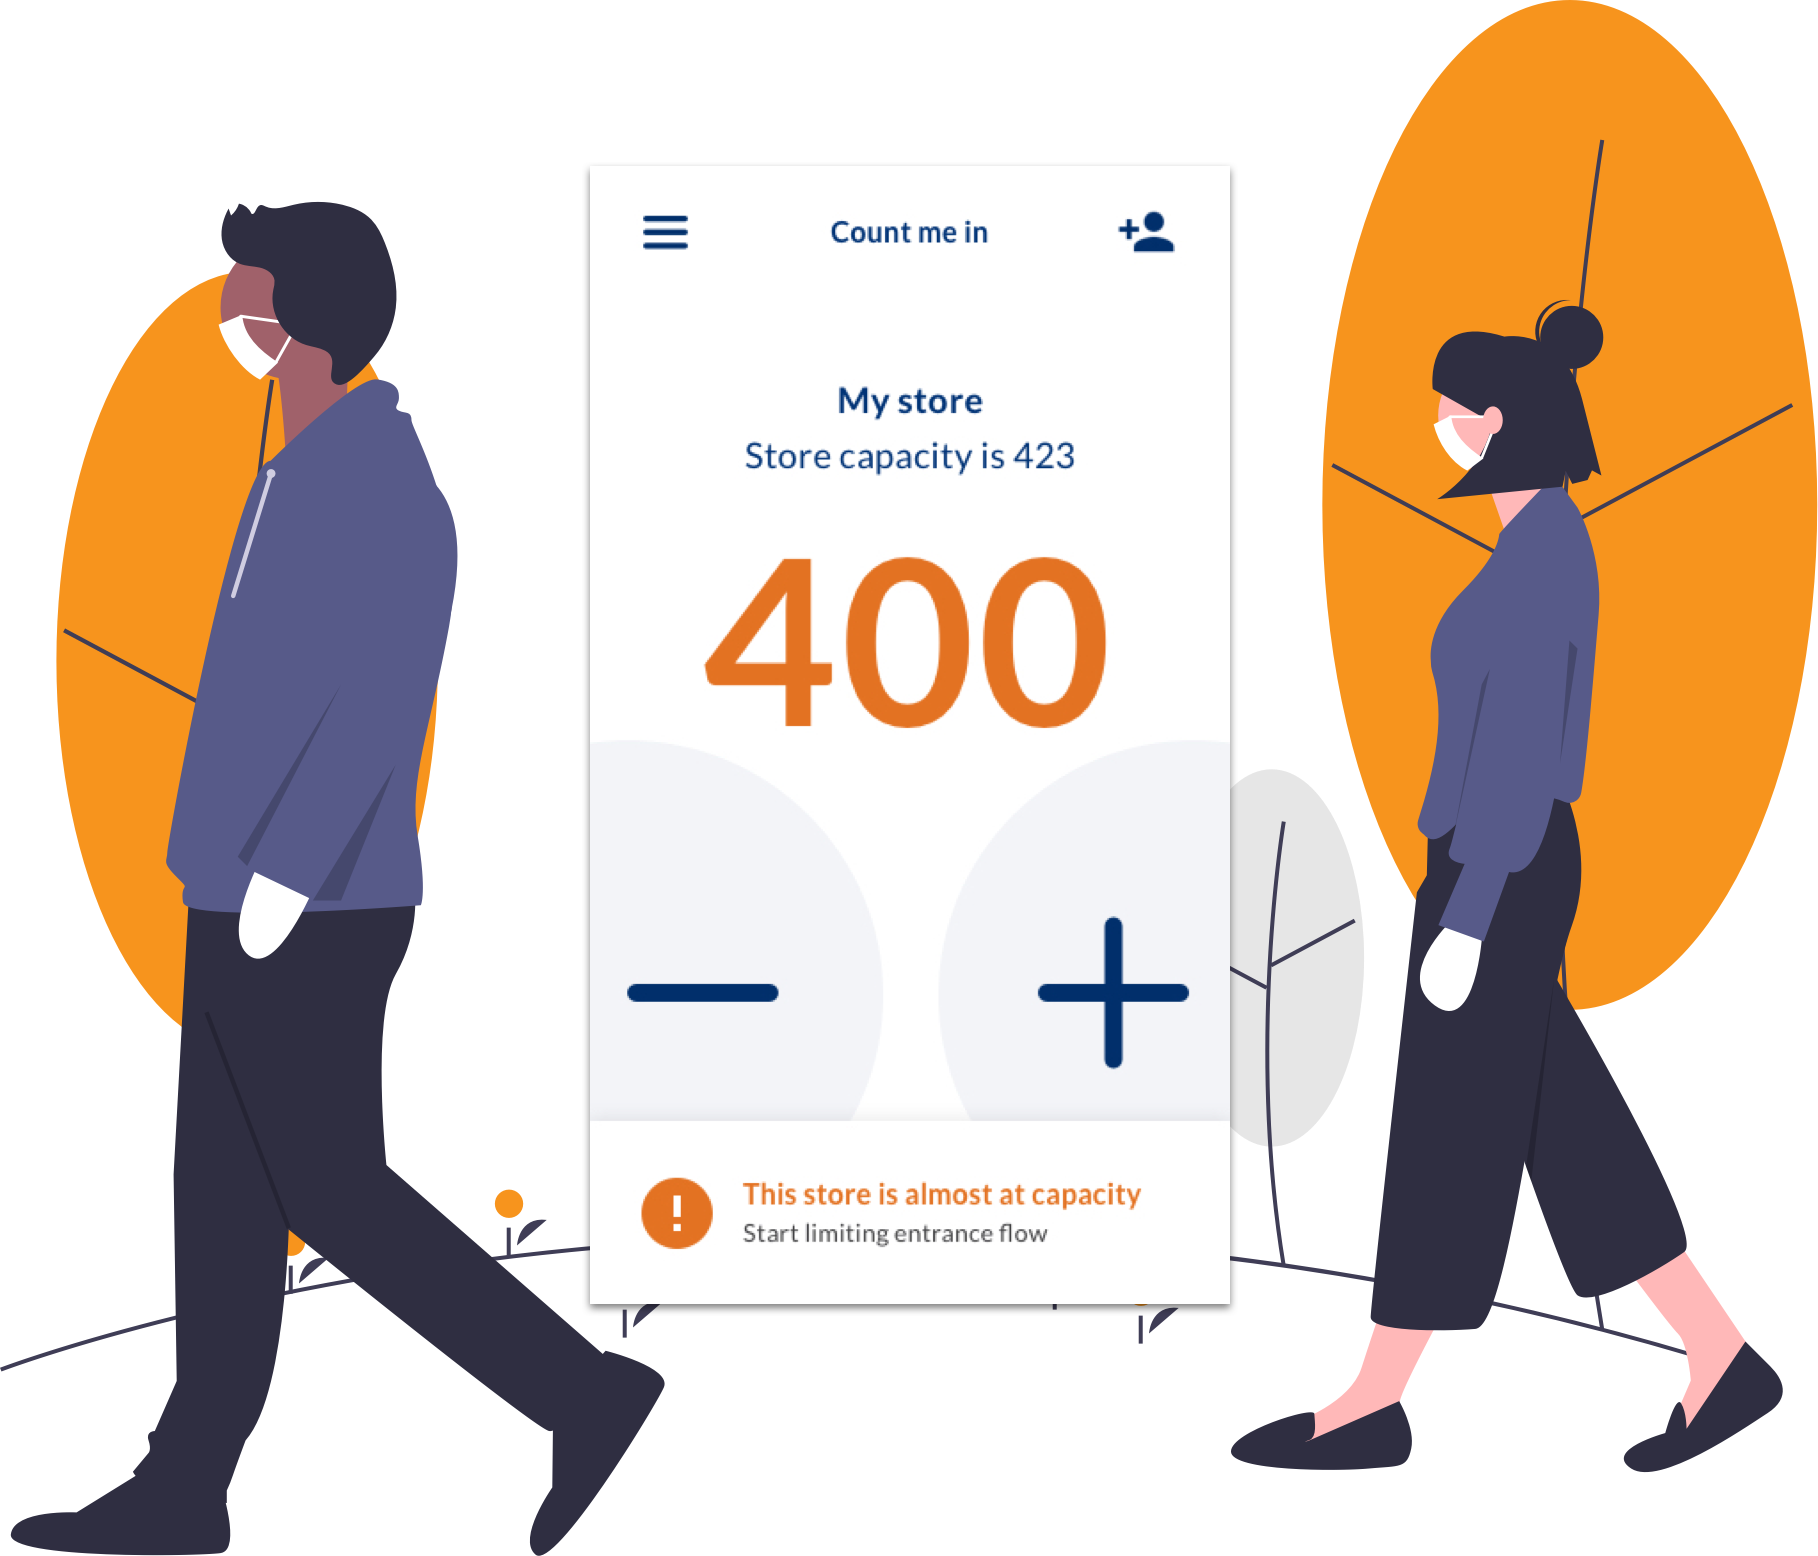 Count me in
My store
Store capacity is 423
400
This store is almost at capacity
Start limiting entrance flow